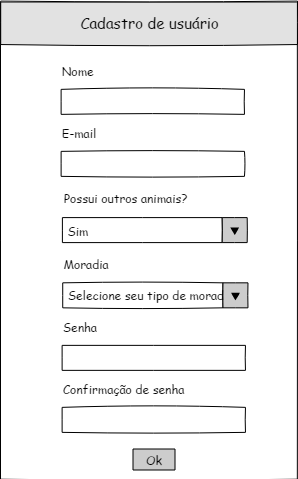 Cadastro de usuário
Nome
E-mail
Possui outros animais?
Sim
Moradia
Selecione seu tipo de morac
Senha
Confirmação de senha
Ok